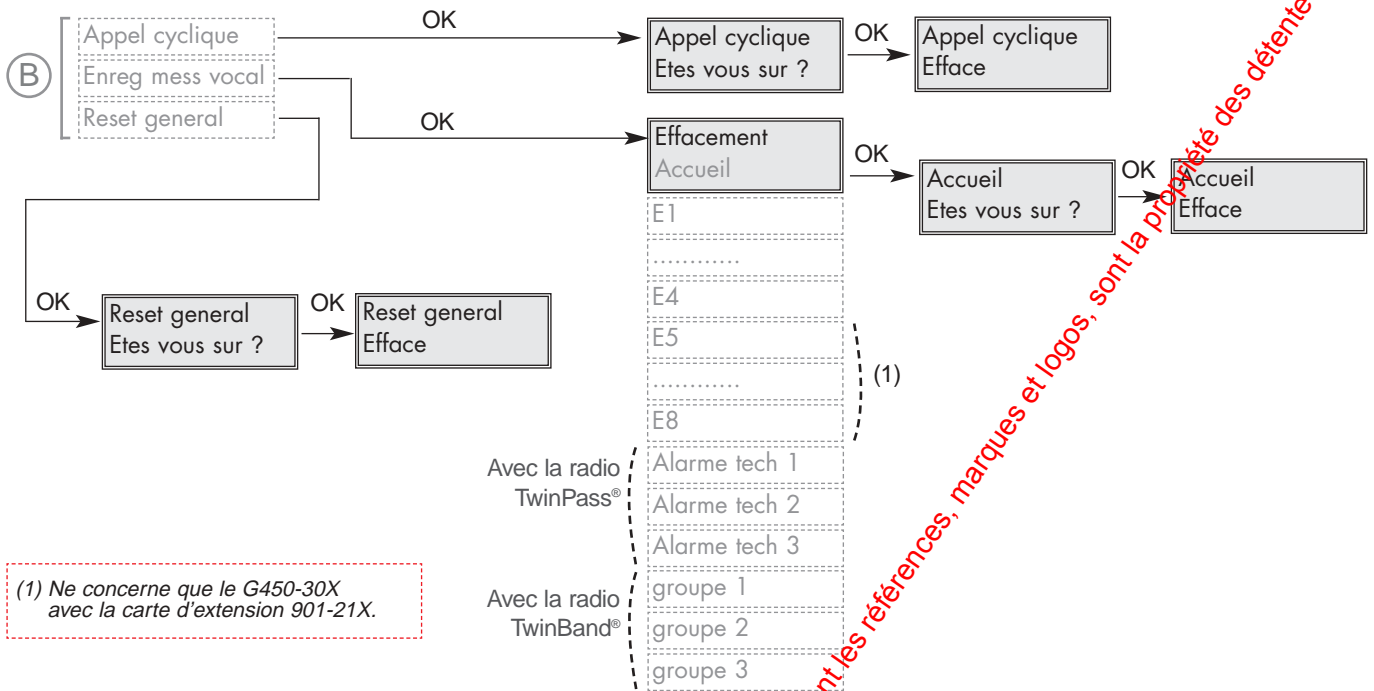 B
Appel cyclique
Enreg mess vocal
Reset general
OK
Appel cyclique
Etes vous sur ?
OK
Appel cyclique
Efface
OK
Effacement
Accueil
OK
Accueil
Etes vous sur ?
OK
Accueil
Efface
E1
............
E4
E5
............
E8
(1)
OK
Reset general
Etes vous sur ?
OK
Reset general
Efface
Avec la radio
TwinPass®
Alarme tech 1
Alarme tech 2
Alarme tech 3
Avec la radio
TwinBand®
groupe 1
groupe 2
groupe 3
(1) Ne concerne que le G450-30X
avec la carte d'extension 901-21X.
les références, marques et logos, sont la propriété des